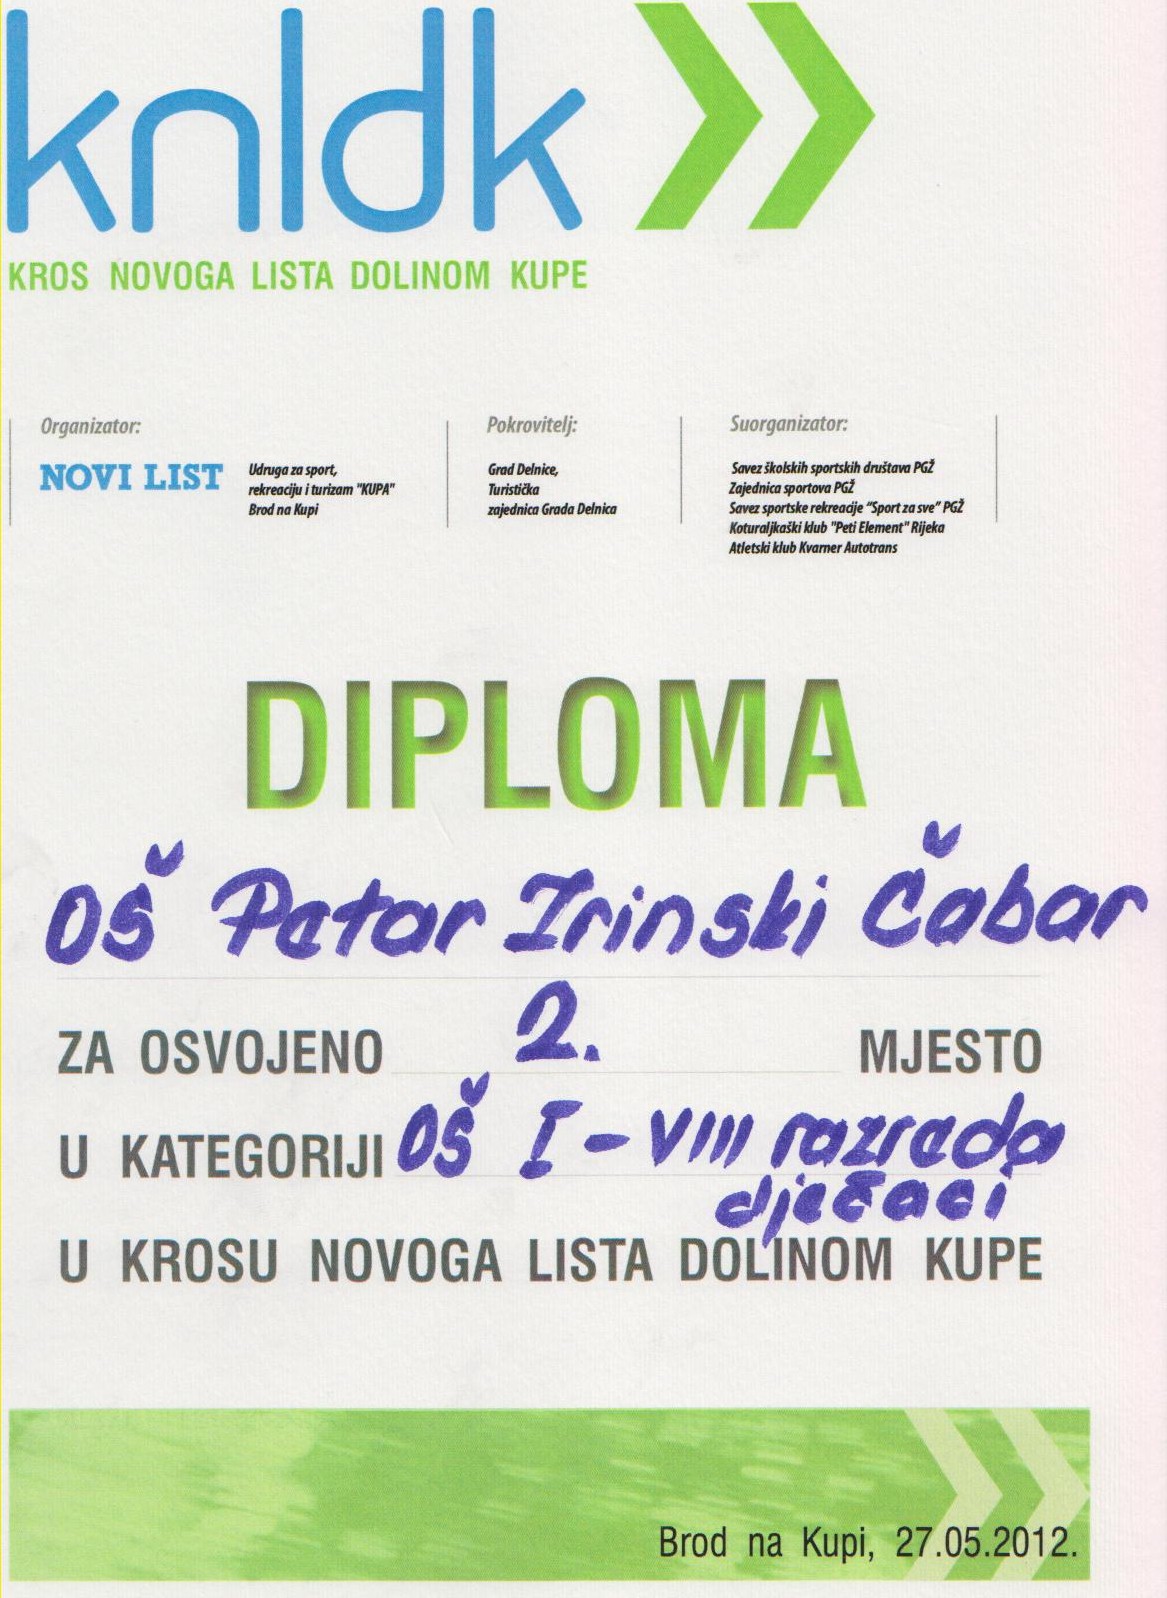 knldk
KROS NOVOGA LISTA DOLINOM KUPE
Organizator:
NOVI LIST
Udruga za sport,
rekreaciju i turizam "KUPA"
Brod na Kupi
Pokrovitelj:
Grad Delnice,
Turistička
zajednica Grada Delnica
Suorganizator:
Savez školskih sportskih društava PGŽ
Zajednica sportova PGŽ
Savez sportske rekreacije "Sport za sve" PGŽ
Koturaljkaški klub "Peti Element" Rijeka
Atletski klub Kvarner Autotrans
DIPLOMA
OŠ Petar Zrinski Čabar
ZA OSVOJENO 2. MJESTO
U KATEGORIJI OŠ I - VIII razreda
dječaci
U KROSU NOVOGA LISTA DOLINOM KUPE
Brod na Kupi, 27.05.2012.